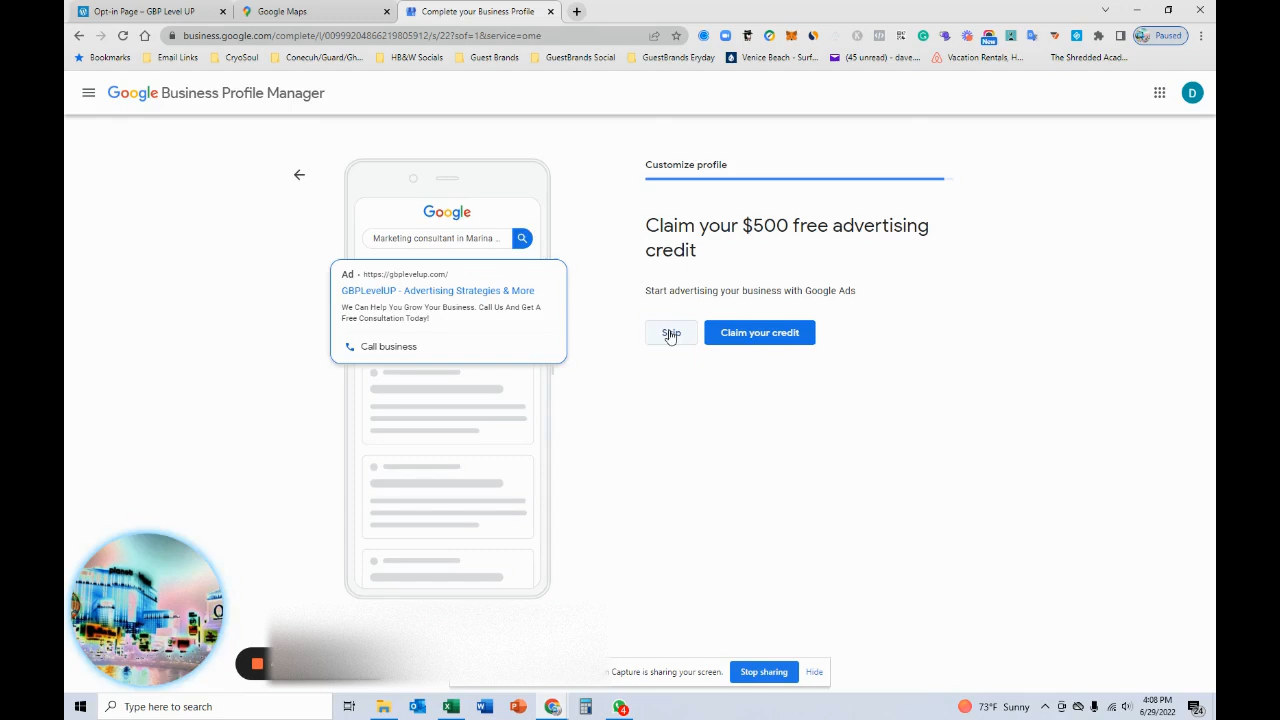 Opt-in Page – GBP Level UP
Google Maps
Complete your Business Profile
business.google.com/complete/l/00999204866219805912/s/22?sof=1&service=ome
Paused
Bookmarks
Email Links
CryoSoul
Conecuh/Guard/Gh...
HB&W Socials
Guest Brands
GuestBrands Social
GuestBrands Eryday
Venice Beach - Surf...
(45 unread) - dave....
Vacation Rentals, H...
The Shredded Acad...
Google Business Profile Manager
D
Customize profile
Google
Claim your $500 free advertising
credit
Marketing consultant in Marina ...
Ad • https://gbplevelup.com/
GBPLevelUP - Advertising Strategies & More
We Can Help You Grow Your Business. Call Us And Get A
Free Consultation Today!
Call business
Start advertising your business with Google Ads
Skip
Claim your credit
Capture is sharing your screen.
Stop sharing
Hide
Type here to search
73°F Sunny
4:08 PM
6/29/2022